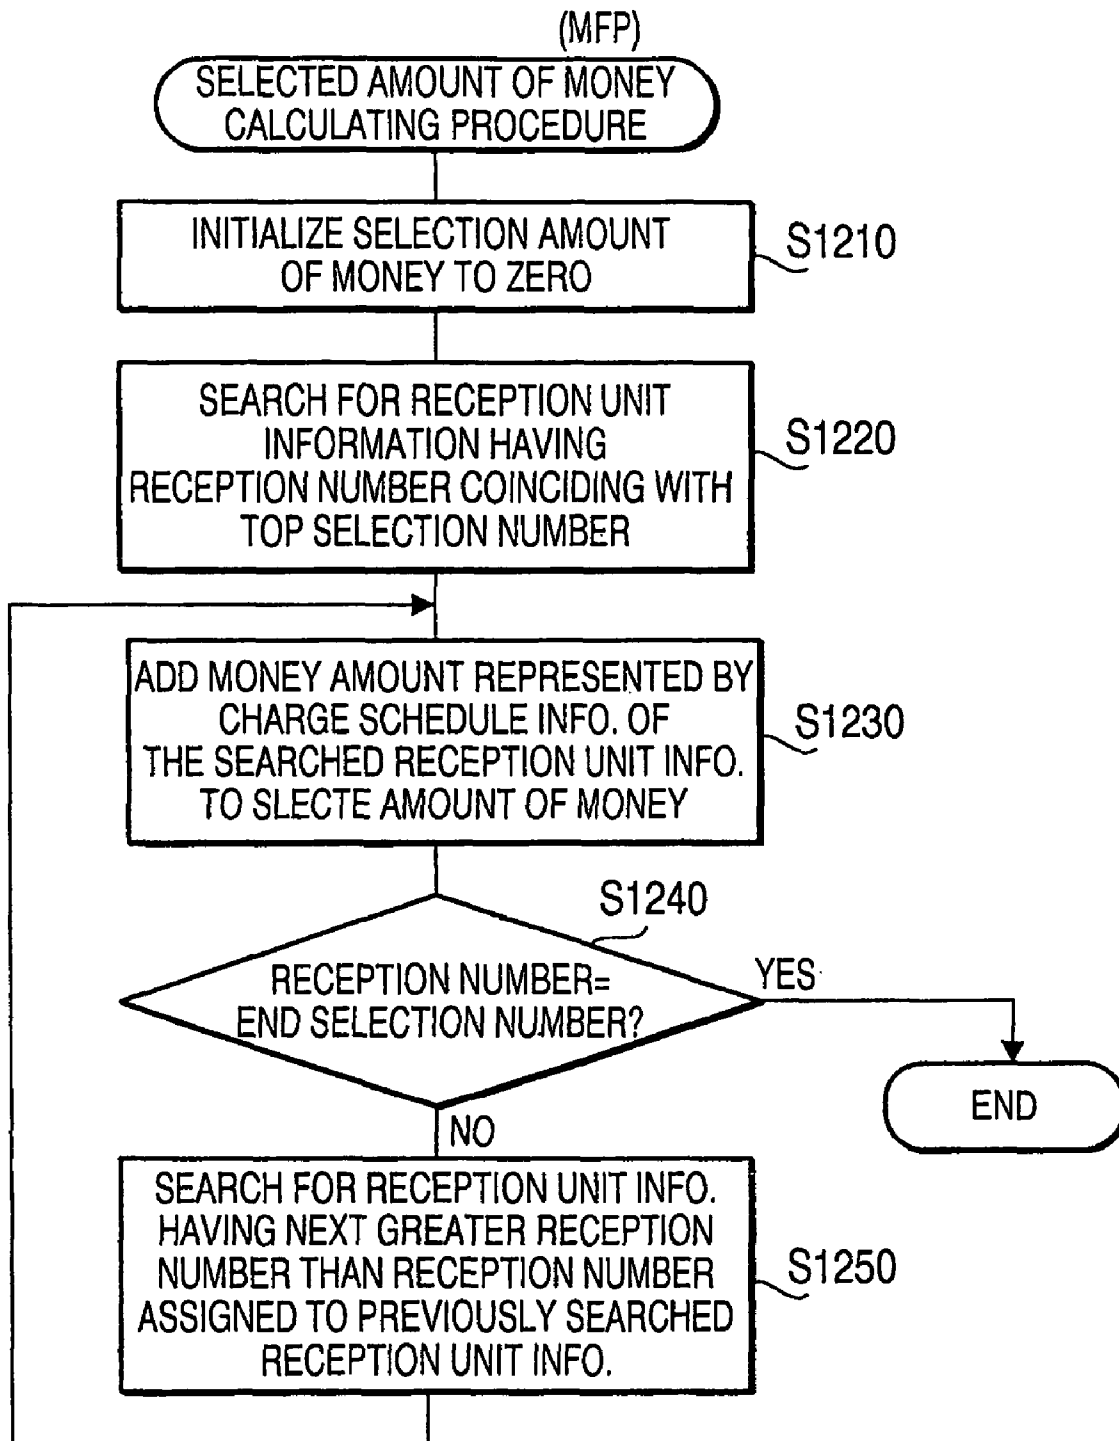 (MFP)
SELECTED AMOUNT OF MONEY
CALCULATING PROCEDURE
INITIALIZE SELECTION AMOUNT
OF MONEY TO ZERO
S1210
SEARCH FOR RECEPTION UNIT
INFORMATION HAVING
RECEPTION NUMBER COINCIDING WITH
TOP SELECTION NUMBER
S1220
ADD MONEY AMOUNT REPRESENTED BY
CHARGE SCHEDULE INFO. OF
THE SEARCHED RECEPTION UNIT INFO.
TO SLECTE AMOUNT OF MONEY
S1230
S1240
RECEPTION NUMBER=
END SELECTION NUMBER?
YES
END
NO
SEARCH FOR RECEPTION UNIT INFO.
HAVING NEXT GREATER RECEPTION
NUMBER THAN RECEPTION NUMBER
ASSIGNED TO PREVIOUSLY SEARCHED
RECEPTION UNIT INFO.
S1250